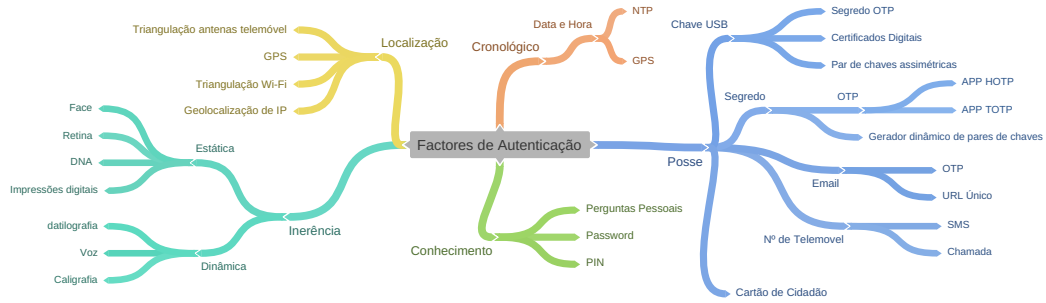 Factores de Autenticação
Localização
Triangulação antenas telemóvel
GPS
Triangulação Wi-Fi
Geolocalização de IP
Cronológico
Data e Hora
NTP
GPS
Posse
Chave USB
Segredo OTP
Certificados Digitais
Par de chaves assimétricas
Segredo
OTP
APP HOTP
APP TOTP
Gerador dinâmico de pares de chaves
Email
OTP
URL Único
Nº de Telemovel
SMS
Chamada
Cartão de Cidadão
Conhecimento
Perguntas Pessoais
Password
PIN
Inerência
Estática
Face
Retina
DNA
Impressões digitais
Dinâmica
datilografia
Voz
Caligrafia